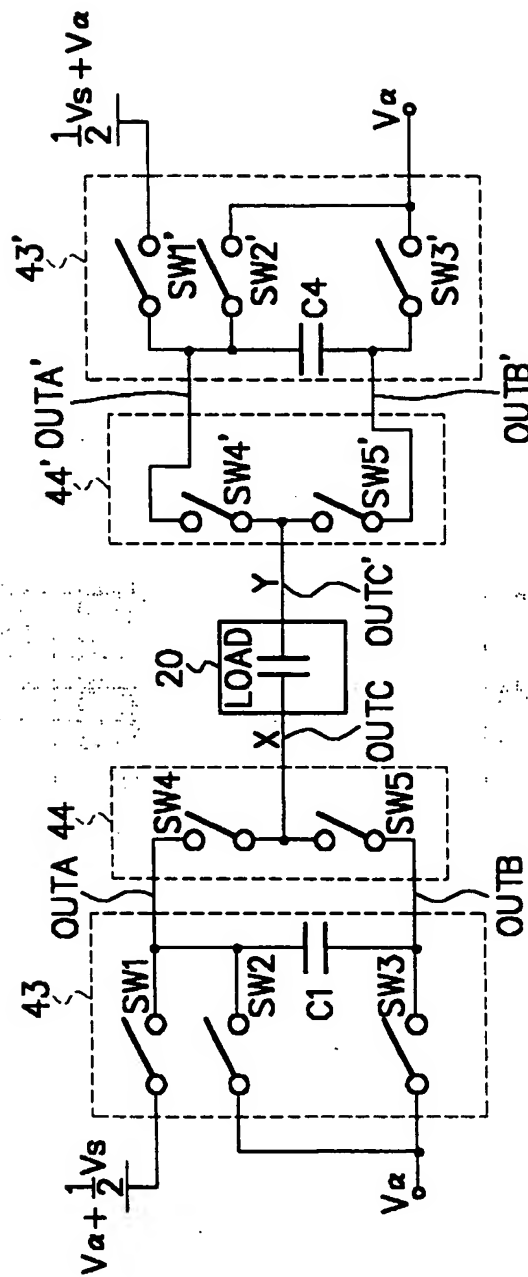 Vα+½Vs
43
SW1
SW2
C1
SW3
Vα
OUTA
44
SW4
SW5
OUTB
X
OUTC
20
LOAD
Y
OUTC'
44'
OUTA'
SW4'
SW5'
OUTB'
43'
SW1'
SW2'
C4
SW3'
½Vs+Vα
Vα